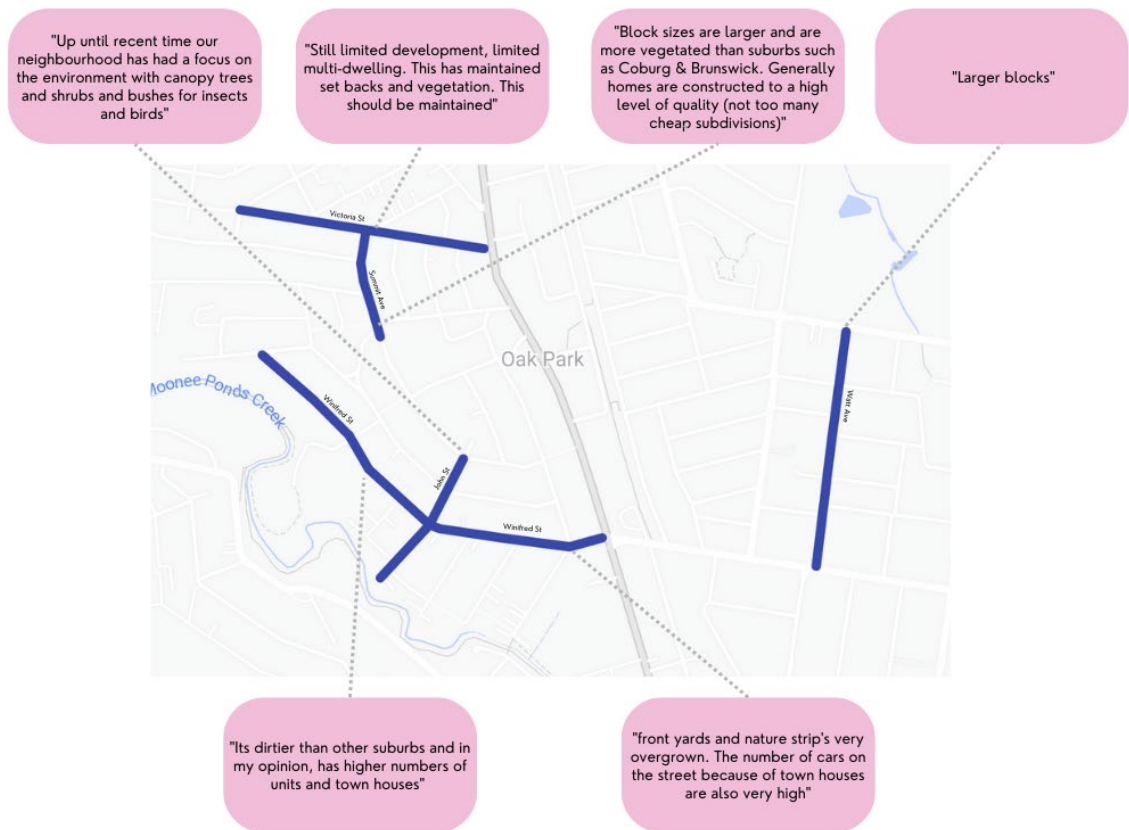 "Up until recent time our
neighbourhood has had a focus on
the environment with canopy trees
and shrubs and bushes for insects
and birds"
"Still limited development, limited
multi-dwelling. This has maintained
set backs and vegetation. This
should be maintained"
"Block sizes are larger and are
more vegetated than suburbs such
as Coburg & Brunswick. Generally
homes are constructed to a high
level of quality (not too many
cheap subdivisions)"
"Larger blocks"
Victoria St
Summit Ave
Oak Park
Moonee Ponds Creek
Winifred St
Watt Ave
John St
Winifred St
"Its dirtier than other suburbs and in
my opinion, has higher numbers of
units and town houses"
"front yards and nature strip's very
overgrown. The number of cars on
the street because of town houses
are also very high"